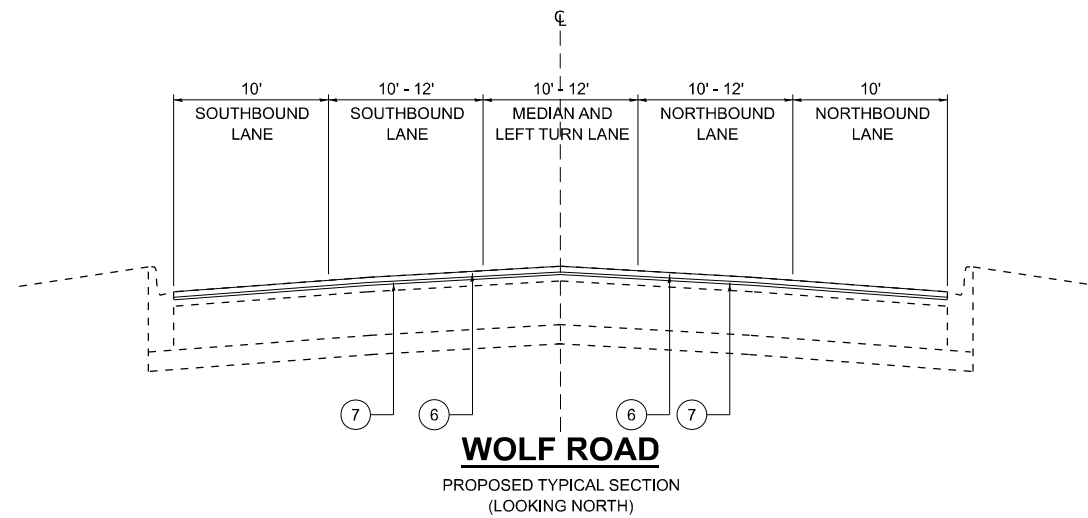 ℄
10' 10' - 12' 10' - 12' 10' - 12' 10'
SOUTHBOUND LANE
SOUTHBOUND LANE
MEDIAN AND LEFT TURN LANE
NORTHBOUND LANE
NORTHBOUND LANE
7 6 6 7
WOLF ROAD
PROPOSED TYPICAL SECTION
(LOOKING NORTH)